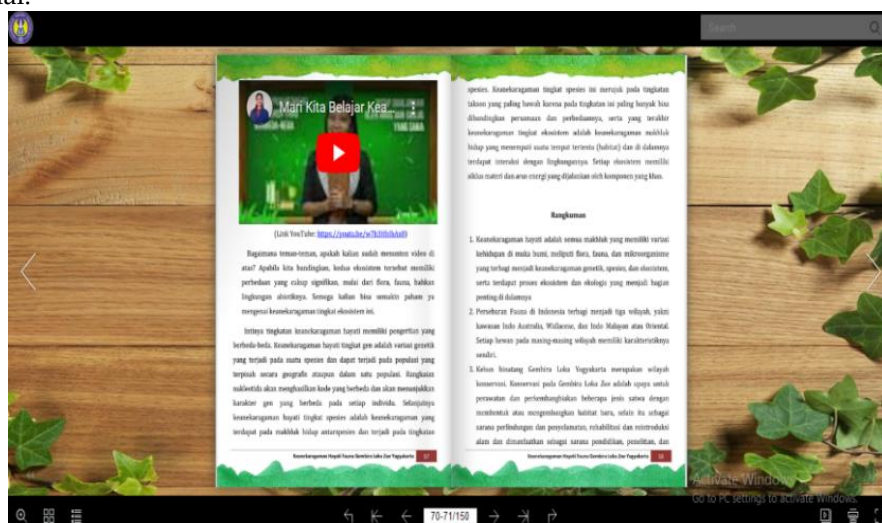 Search
Mari Kita Belajar Kea...
(Link YouTube: https://youtu.be/
Bagaimana teman-teman, apakah kalian sudah menonton video di
atas? Apabila kita bandingkan, kedua ekosistem tersebut memiliki
perbedaan yang cukup signifikan, mulai dari flora, fauna, bahkan
lingkungan abiotiknya. Semoga kalian bisa semakin paham ya
mengenai keanekaragaman tingkat ekosistem ini.
Intinya tingkatan keanekaragaman hayati memiliki pengertian yang
berbeda-beda. Keanekaragaman hayati tingkat gen adalah variasi genetik
yang terjadi pada suatu spesies dan dapat terjadi pada populasi yang
terpisah secara geografis ataupun dalam satu populasi. Rangkaian
nukleotida akan menghasilkan kode yang berbeda dan akan menunjukkan
karakter gen yang berbeda pada setiap individu. Selanjutnya
keanekaragaman hayati tingkat spesies adalah keanekaragaman yang
terdapat pada makhluk hidup antarspesies dan terjadi pada tingkatan
Keanekaragaman Hayati Fauna Gembira Loka Zoo Yogyakarta 57
spesies. Keanekaragaman tingkat spesies ini merujuk pada tingkatan
takson yang paling bawah karena pada tingkatan ini paling banyak bisa
dibandingkan persamaan dan perbedaannya, serta yang terakhir
keanekaragaman tingkat ekosistem adalah keanekaragaman makhluk
hidup yang menempati suatu tempat tertentu (habitat) dan di dalamnya
terdapat interaksi dengan lingkungannya. Setiap ekosistem memiliki
siklus materi dan arus energi yang dijalankan oleh komponen yang khas.
Rangkuman
1. Keanekaragaman hayati adalah semua makhluk yang memiliki variasi
kehidupan di muka bumi, meliputi flora, fauna, dan mikroorganisme
yang terbagi menjadi keanekaragaman genetik, spesies, dan ekosistem,
serta terdapat proses ekosistem dan ekologis yang menjadi bagian
penting di dalamnya
2. Persebaran Fauna di Indonesia terbagi menjadi tiga wilayah, yakni
kawasan Indo Australia, Wallaceae, dan Indo Malayan atau Oriental.
Setiap hewan pada masing-masing wilayah memiliki karakteristiknya
sendiri.
3. Kebun binatang Gembira Loka Yogyakarta merupakan wilayah
konservasi. Konservasi pada Gembira Loka Zoo adalah upaya untuk
perawatan dan perkembangbiakan beberapa jenis satwa dengan
membentuk atau mengembangkan habitat baru, selain itu sebagai
sarana perlindungan dan penyelamatan, rehabilitasi dan reintroduksi
alam dan dimanfaatkan sebagai sarana pendidikan, penelitian, dan
Keanekaragaman Hayati Fauna Gembira Loka Zoo Yogyakarta 58
Activate Windows
Go to PC settings to activate Windows.
70-71/150